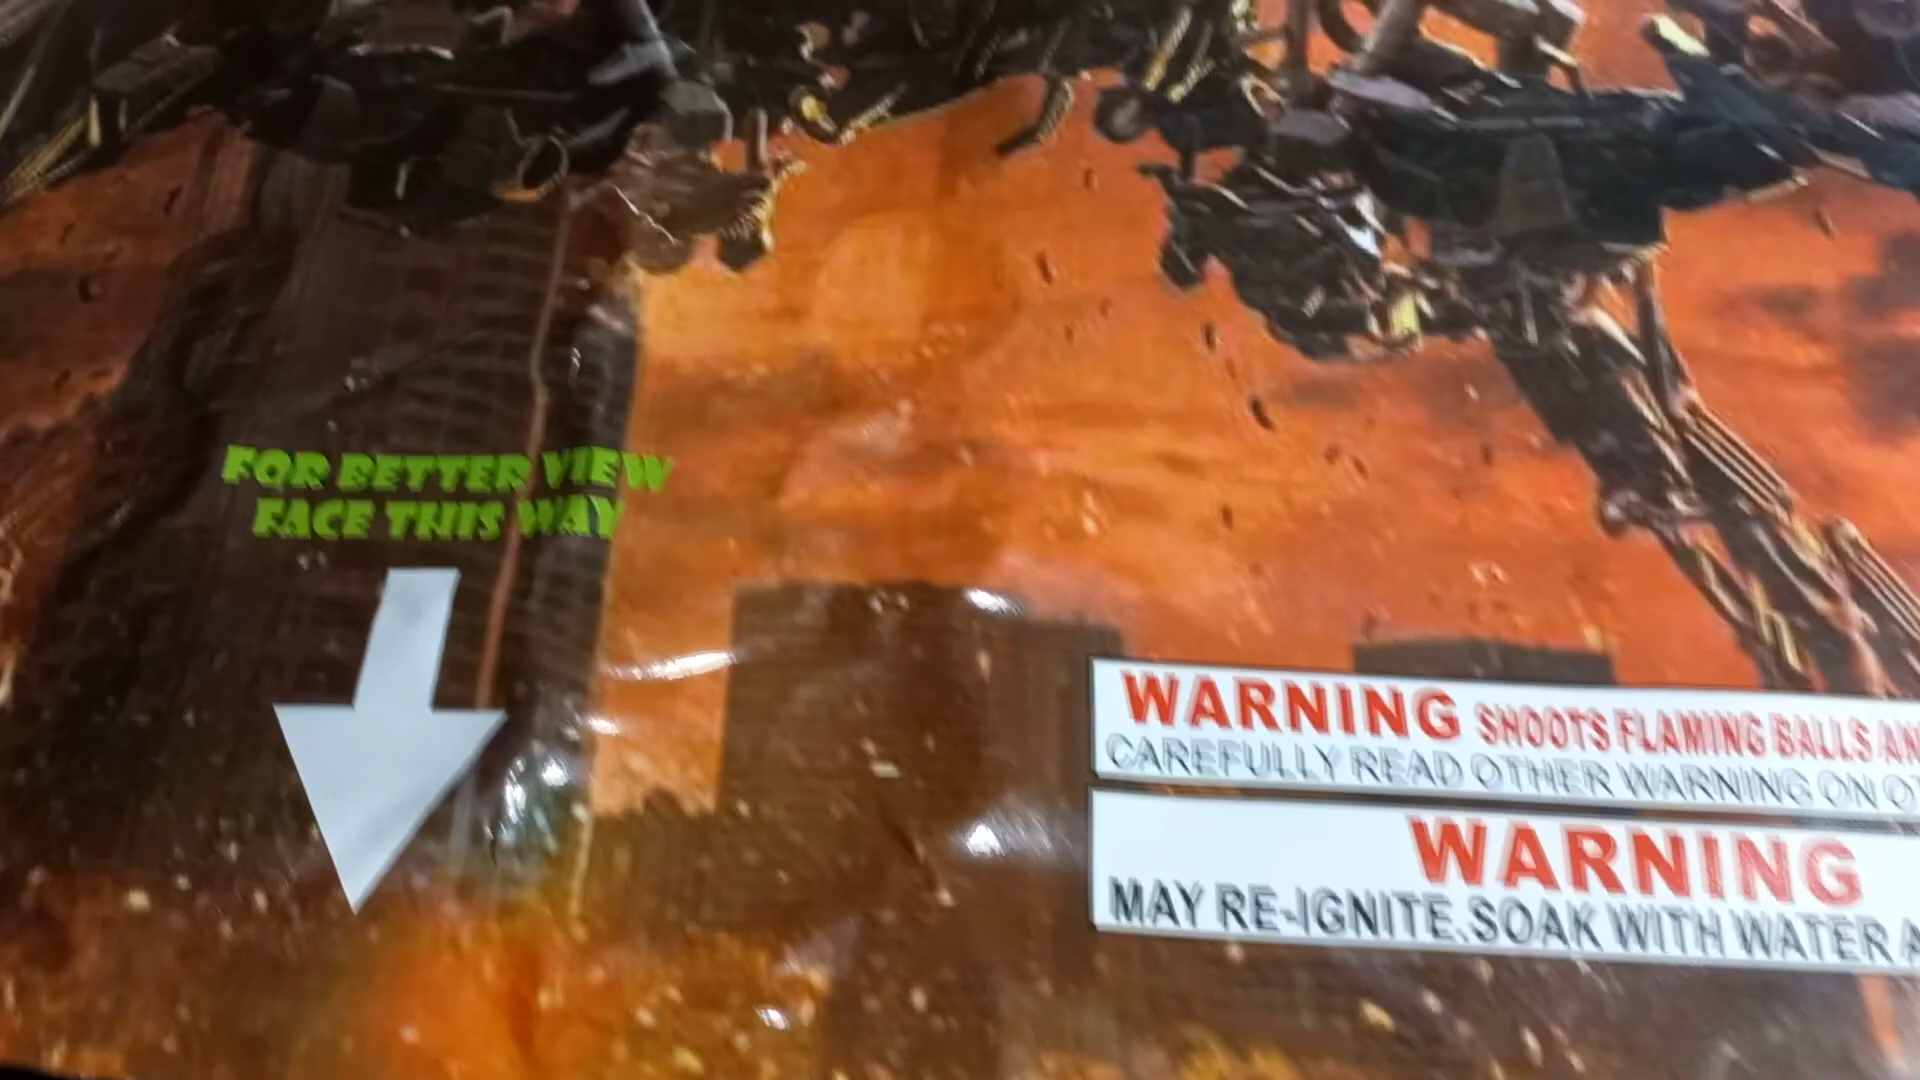 FOR BETTER VIEW
FACE THIS WAY
WARNING SHOOTS FLAMING BALLS
CAREFULLY READ OTHER WARNING ON
WARNING
MAY RE-IGNITE.SOAK WITH WATER